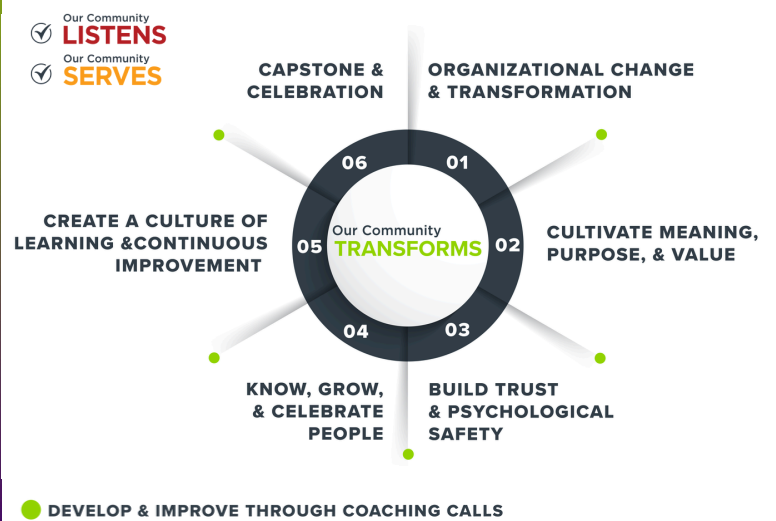 Our Community
LISTENS
Our Community
SERVES
ORGANIZATIONAL CHANGE
& TRANSFORMATION
CULTIVATE MEANING,
PURPOSE, & VALUE
BUILD TRUST
& PSYCHOLOGICAL
SAFETY
KNOW, GROW,
& CELEBRATE
PEOPLE
CREATE A CULTURE OF
LEARNING &CONTINUOUS
IMPROVEMENT
CAPSTONE &
CELEBRATION
01
02
03
04
05
06
Our Community
TRANSFORMS
DEVELOP & IMPROVE THROUGH COACHING CALLS